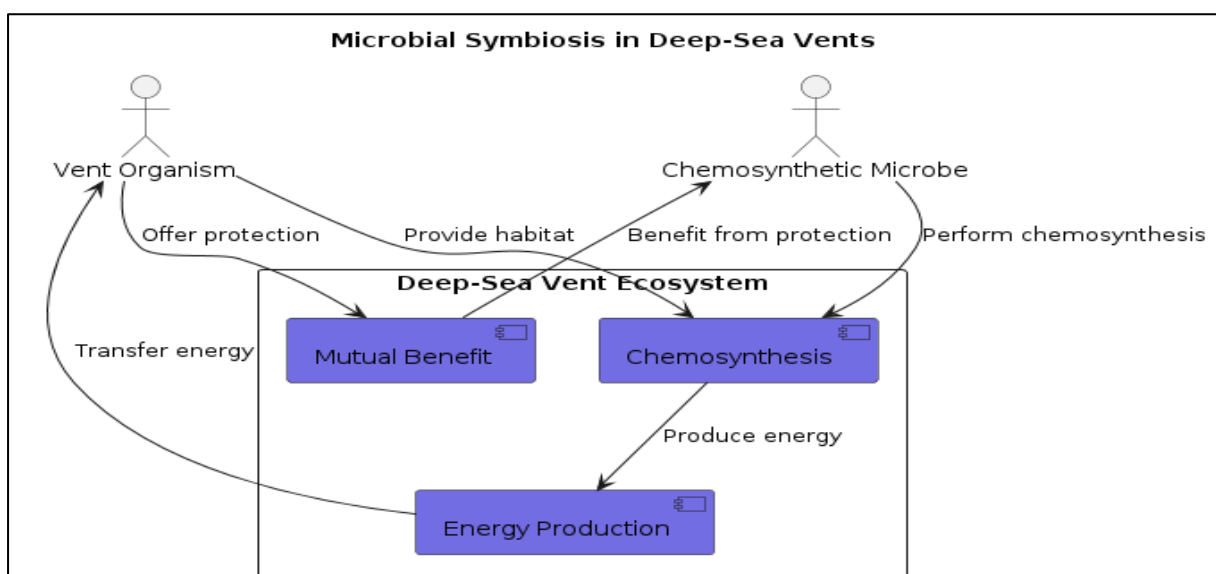 Microbial Symbiosis in Deep-Sea Vents
Vent Organism
Chemosynthetic Microbe
Offer protection
Provide habitat
Benefit from protection
Perform chemosynthesis
Deep-Sea Vent Ecosystem
Mutual Benefit
Chemosynthesis
Transfer energy
Produce energy
Energy Production